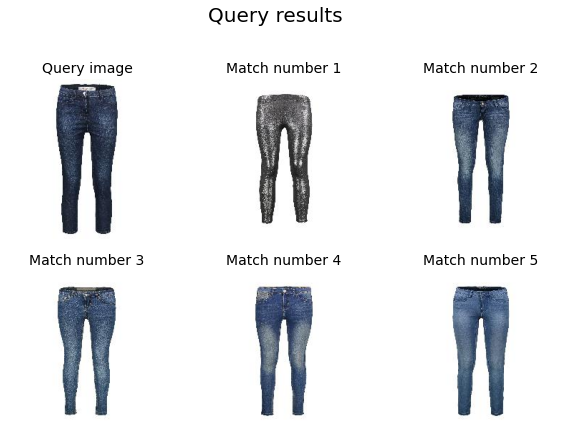 Query results
Query image
Match number 1
Match number 2
Match number 3
Match number 4
Match number 5